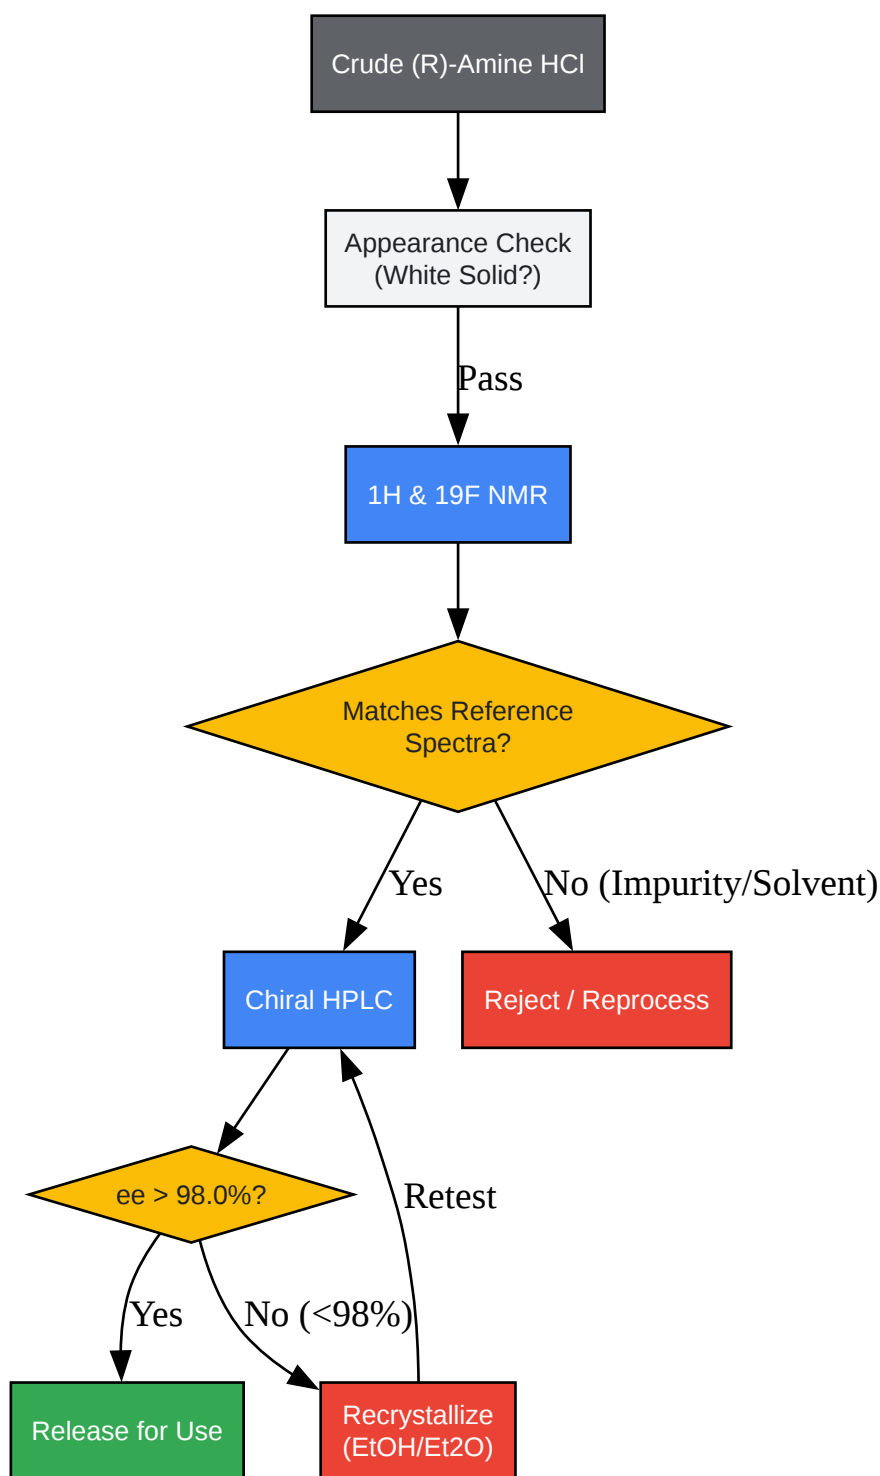 Crude (R)-Amine HCl
Appearance Check
(White Solid?)
Pass
1H & 19F NMR
Matches Reference
Spectra?
Yes
No (Impurity/Solvent)
Chiral HPLC
Reject / Reprocess
ee > 98.0%?
Retest
Yes
No (<98%)
Release for Use
Recrystallize
(EtOH/Et2O)